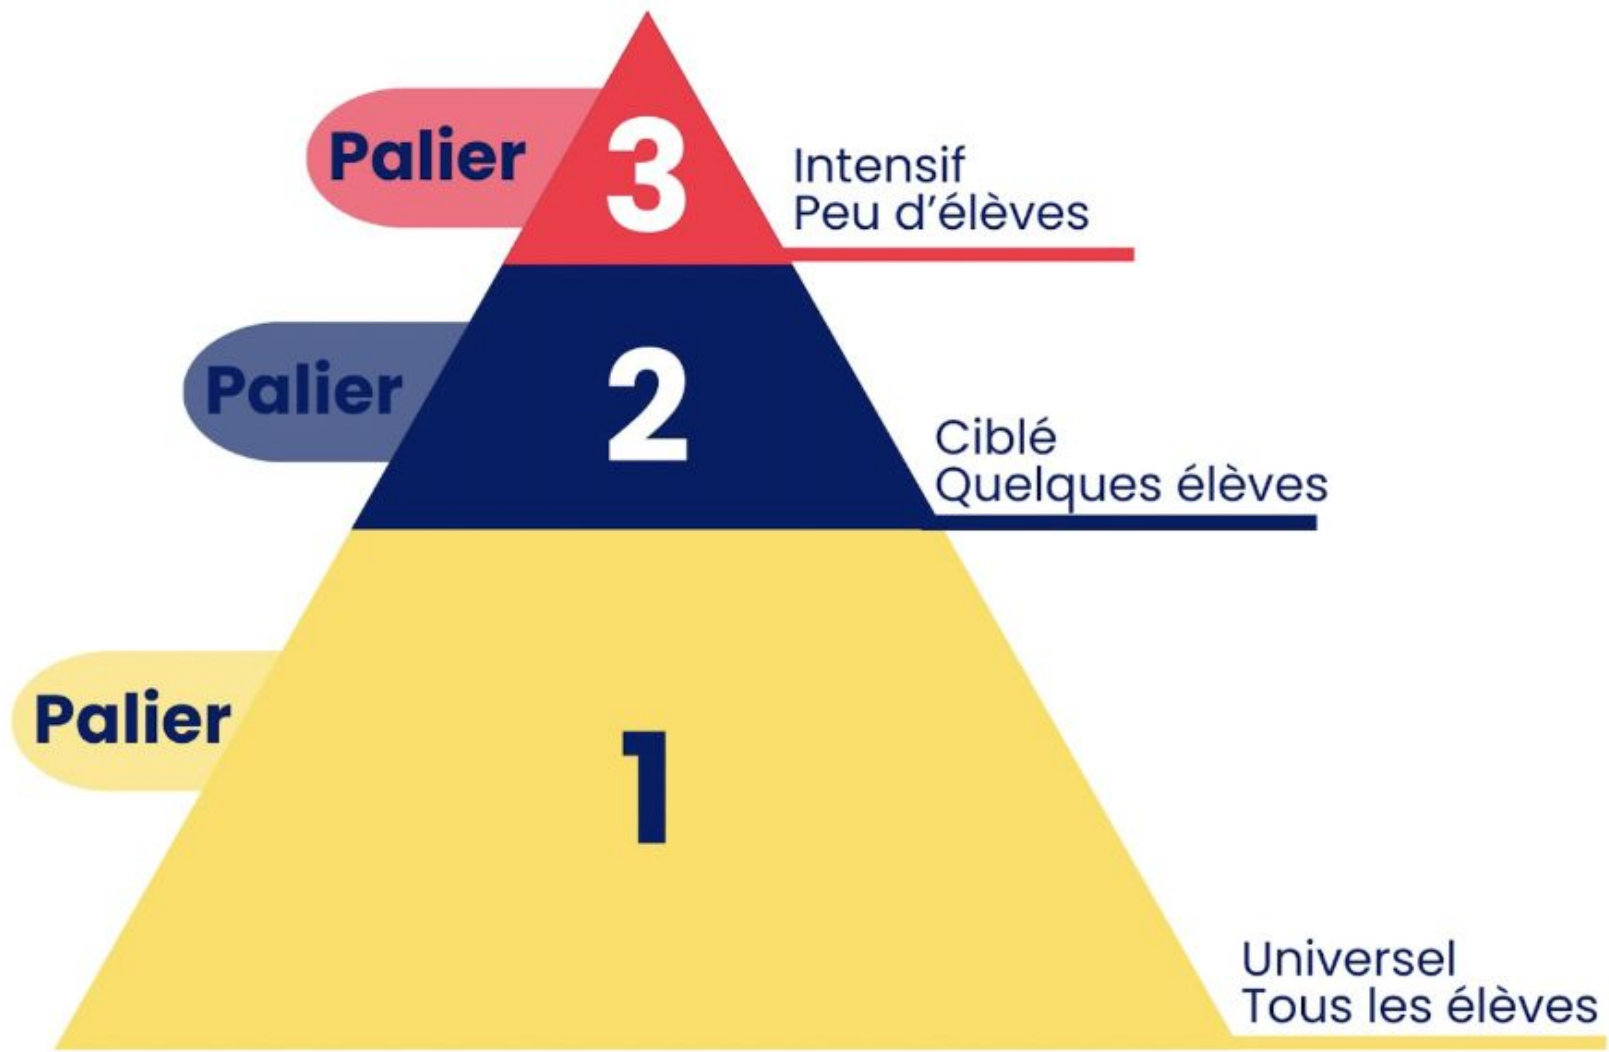 Palier 3
Intensif
Peu d’élèves
Palier 2
Ciblé
Quelques élèves
Palier 1
Universel
Tous les élèves